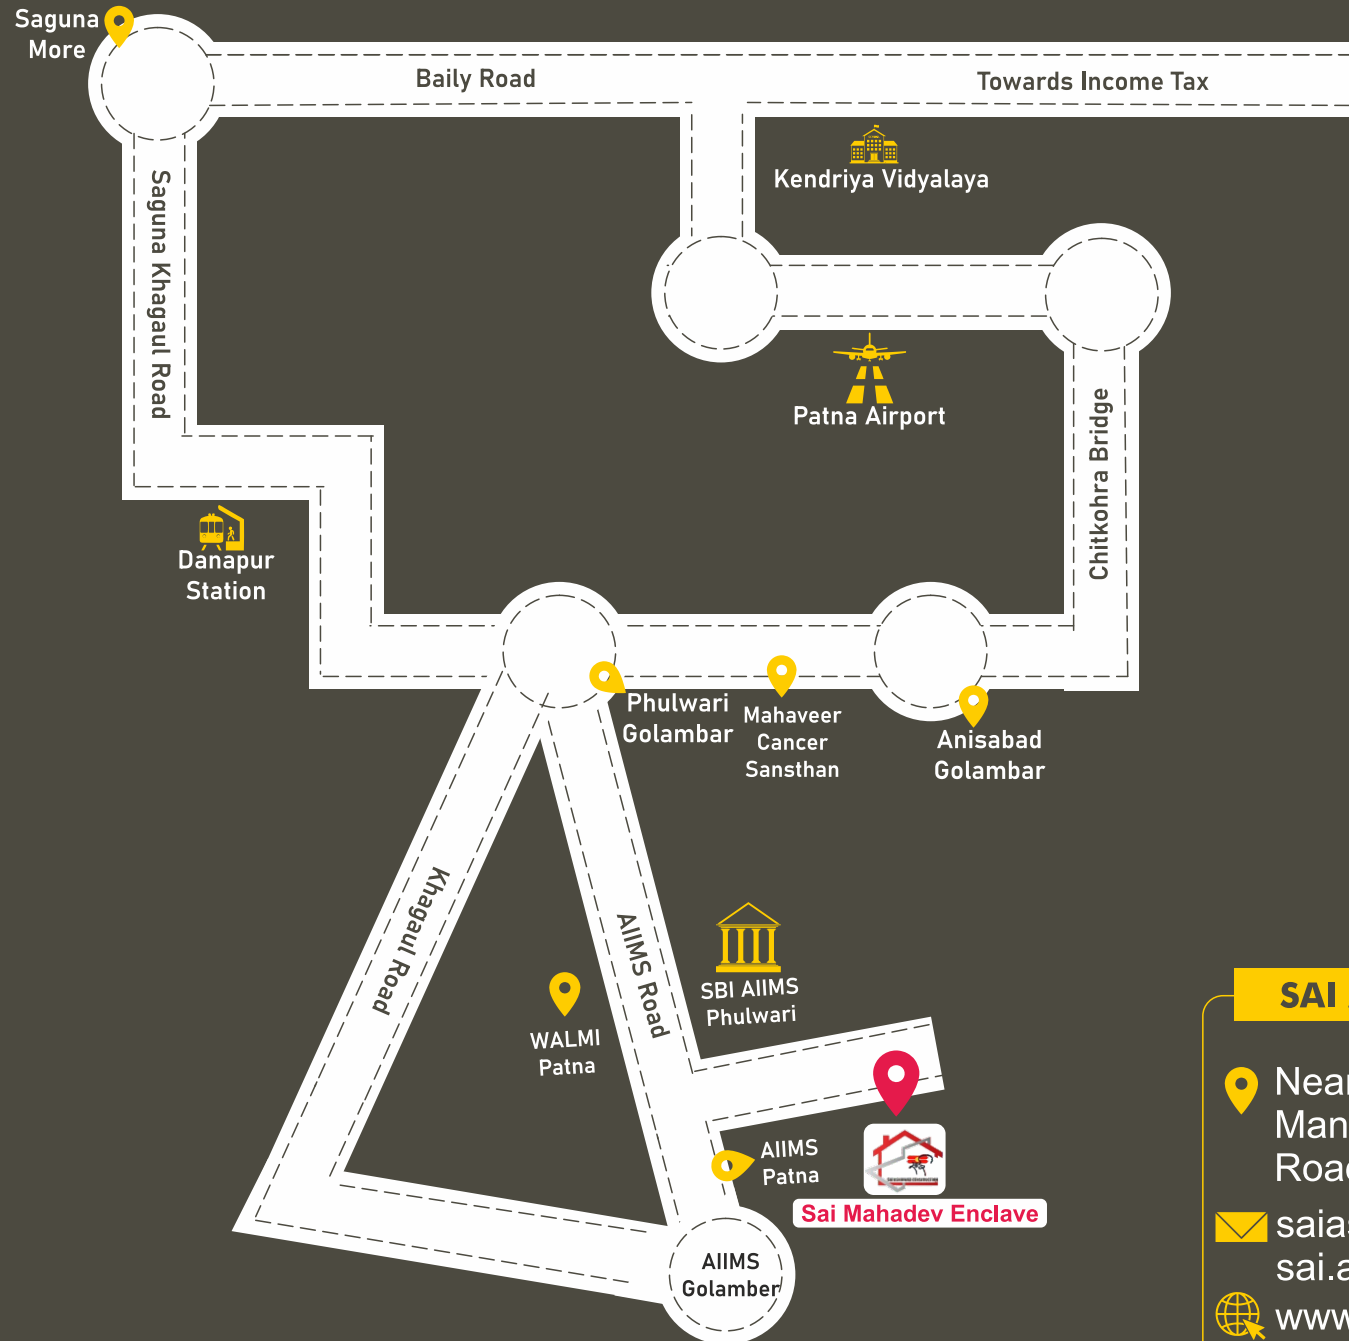 Saguna
More
Baily Road
Towards Income Tax
Kendriya Vidyalaya
Saguna Khagaul Road
Patna Airport
Chitkohra Bridge
Danapur
Station
Phulwari
Golambar
Mahaveer
Cancer
Sansthan
Anisabad
Golambar
Khagaul Road
AIIMS Road
SBI AIIMS
Phulwari
WALMI
Patna
AIIMS
Patna
Sai Mahadev Enclave
AIIMS
Golamber
SAI